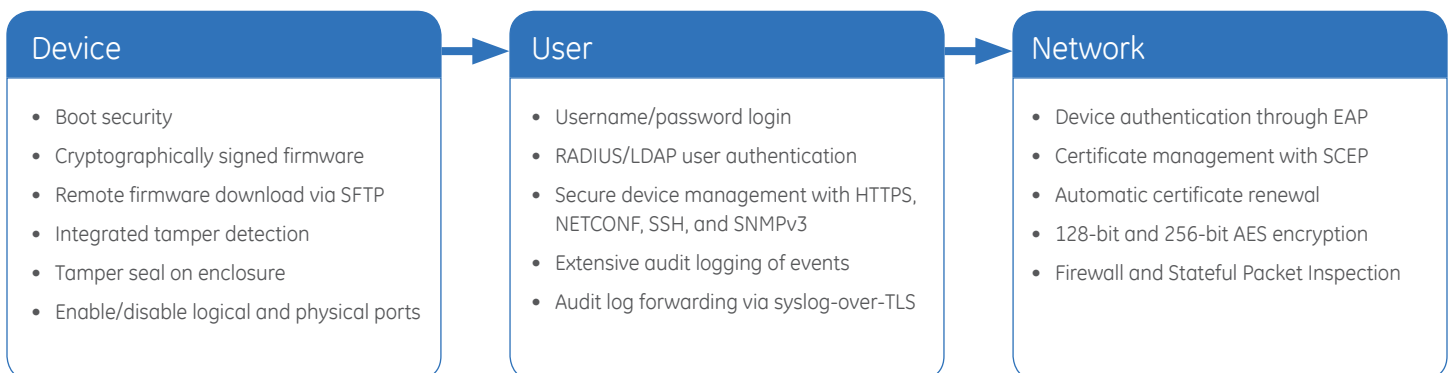 Device
• Boot security
• Cryptographically signed firmware
• Remote firmware download via SFTP
• Integrated tamper detection
• Tamper seal on enclosure
• Enable/disable logical and physical ports
User
• Username/password login
• RADIUS/LDAP user authentication
• Secure device management with HTTPS,
NETCONF, SSH, and SNMPv3
• Extensive audit logging of events
• Audit log forwarding via syslog-over-TLS
Network
• Device authentication through EAP
• Certificate management with SCEP
• Automatic certificate renewal
• 128-bit and 256-bit AES encryption
• Firewall and Stateful Packet Inspection